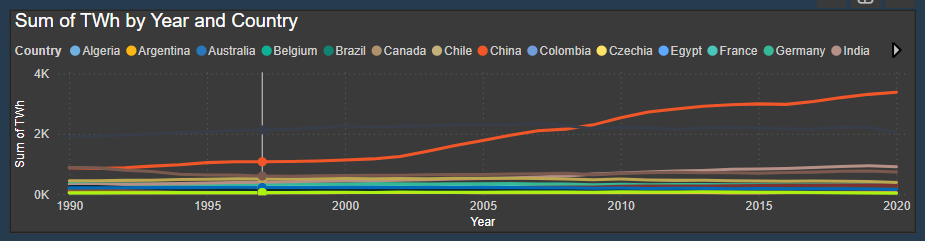 Sum of TWh by Year and Country
Country Algeria Argentina Australia Belgium Brazil Canada Chile China Colombia Czechia Egypt France Germany India
4K
2K
0K
Sum of TWh
1990 1995 2000 2005 2010 2015 2020
Year